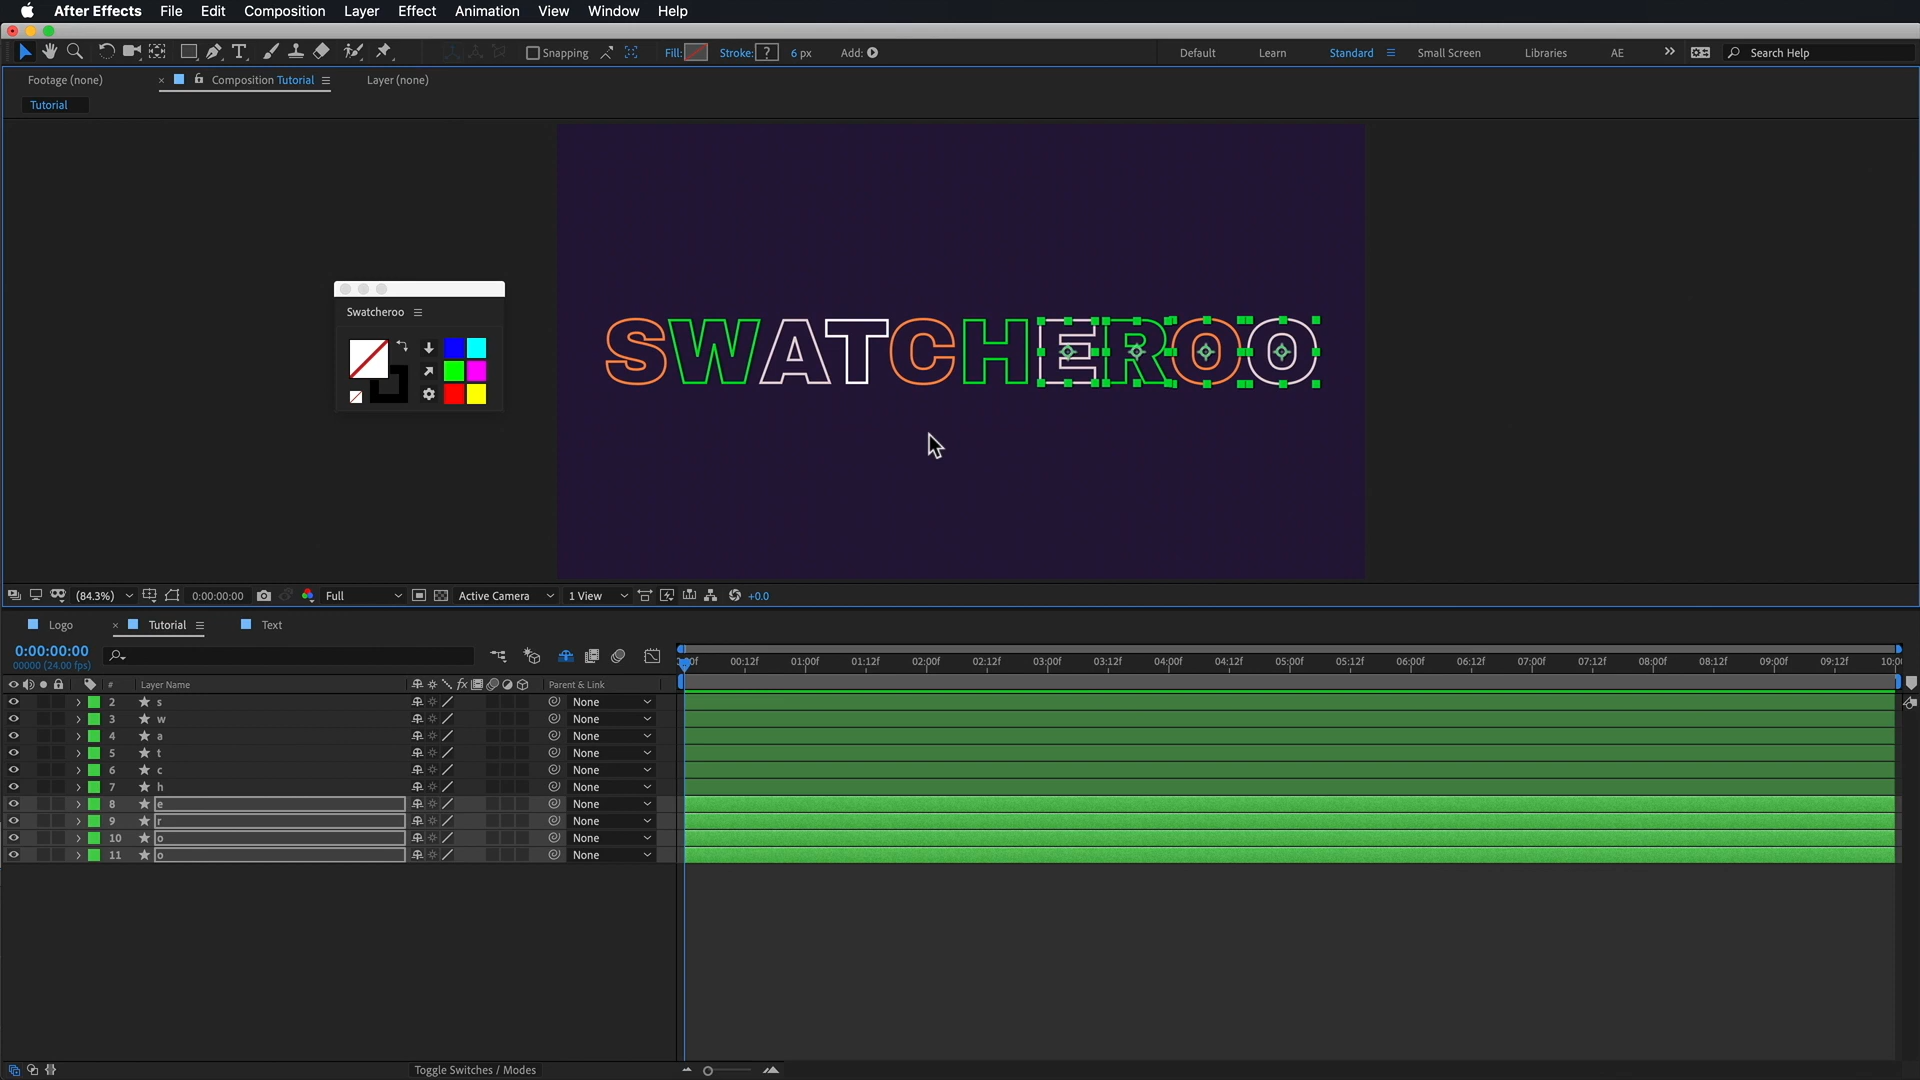 After Effects File Edit Composition Layer Effect Animation View Window Help
Snapping Fill: Stroke: ? 6 px Add: Default Learn Standard Small Screen Libraries AE Search Help
Footage (none) Composition Tutorial Layer (none)
Tutorial
Swatcheroo
SWATCHEROO
(84.3%) 0:00:00:00 Full Active Camera 1 View +0.0
Logo Tutorial Text
0:00:00:00
00000 (24.00 fps)
00:12f 01:00f 01:12f 02:00f 02:12f 03:00f 03:12f 04:00f 04:12f 05:00f 05:12f 06:00f 06:12f 07:00f 07:12f 08:00f 08:12f 09:00f 09:12f 10:0
# Layer Name fx Parent & Link
2 s None
3 w None
4 a None
5 t None
6 c None
7 h None
8 e None
9 r None
10 o None
11 o None
Toggle Switches / Modes